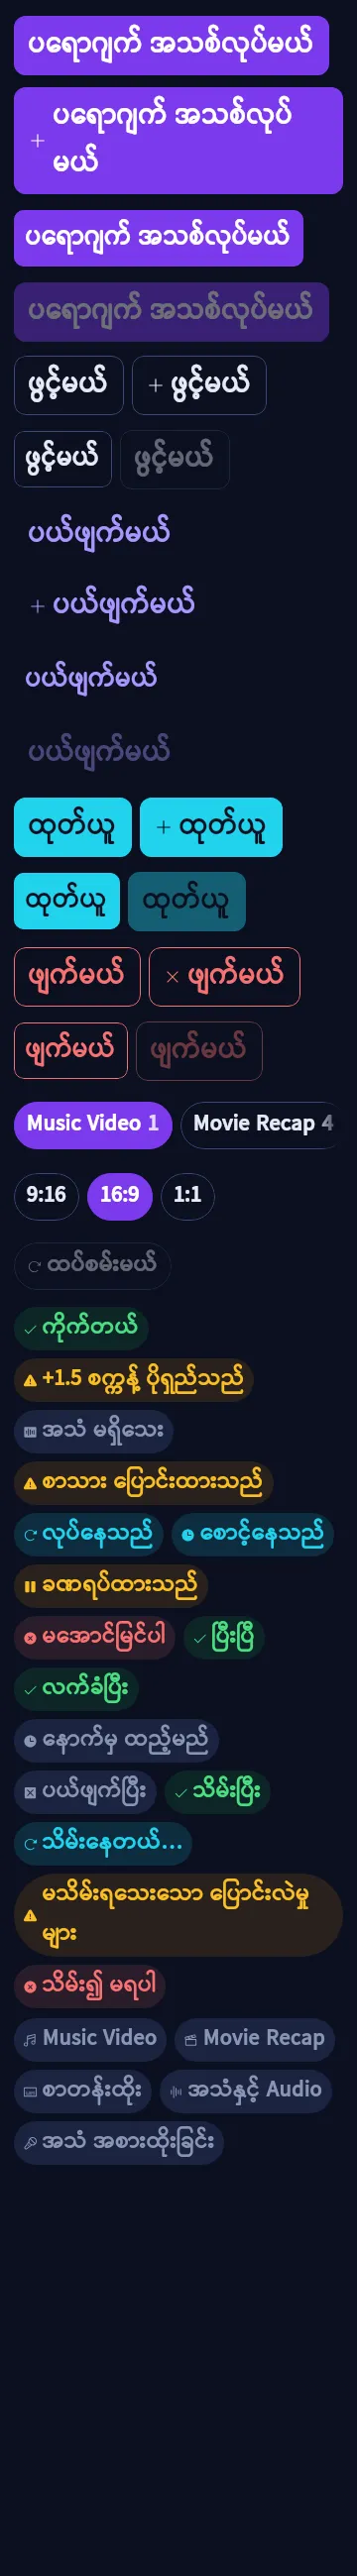 ပရောဂျက် အသစ်လုပ်မယ်
ပရောဂျက် အသစ်လုပ်
မယ်
ပရောဂျက် အသစ်လုပ်မယ်
ပရောဂျက် အသစ်လုပ်မယ်
ဖွင့်မယ် + ဖွင့်မယ်
ဖွင့်မယ် ဖွင့်မယ်
ပယ်ဖျက်မယ်
+ ပယ်ဖျက်မယ်
ပယ်ဖျက်မယ်
ပယ်ဖျက်မယ်
ထုတ်ယူ + ထုတ်ယူ
ထုတ်ယူ ထုတ်ယူ
ဖျက်မယ် ဖျက်မယ်
ဖျက်မယ် ဖျက်မယ်
Music Video 1 Movie Recap 4
9:16 16:9 1:1
ထပ်စမ်းမယ်
ကိုက်တယ်
+1.5 စက္ကန့် ပိုရှည်သည်
အသံ မရှိသေး
စာသား ပြောင်းထားသည်
လုပ်နေသည် စောင့်နေသည်
ခဏရပ်ထားသည်
မအောင်မြင်ပါ ပြီးပြီ
လက်ခံပြီး
နောက်မှ ထည့်မည်
ပယ်ဖျက်ပြီး သိမ်းပြီး
သိမ်းနေတယ်…
မသိမ်းရသေးသော ပြောင်းလဲမှု
များ
သိမ်း၍ မရပါ
Music Video Movie Recap
စာတန်းထိုး အသံနှင့် Audio
အသံ အစားထိုးခြင်း